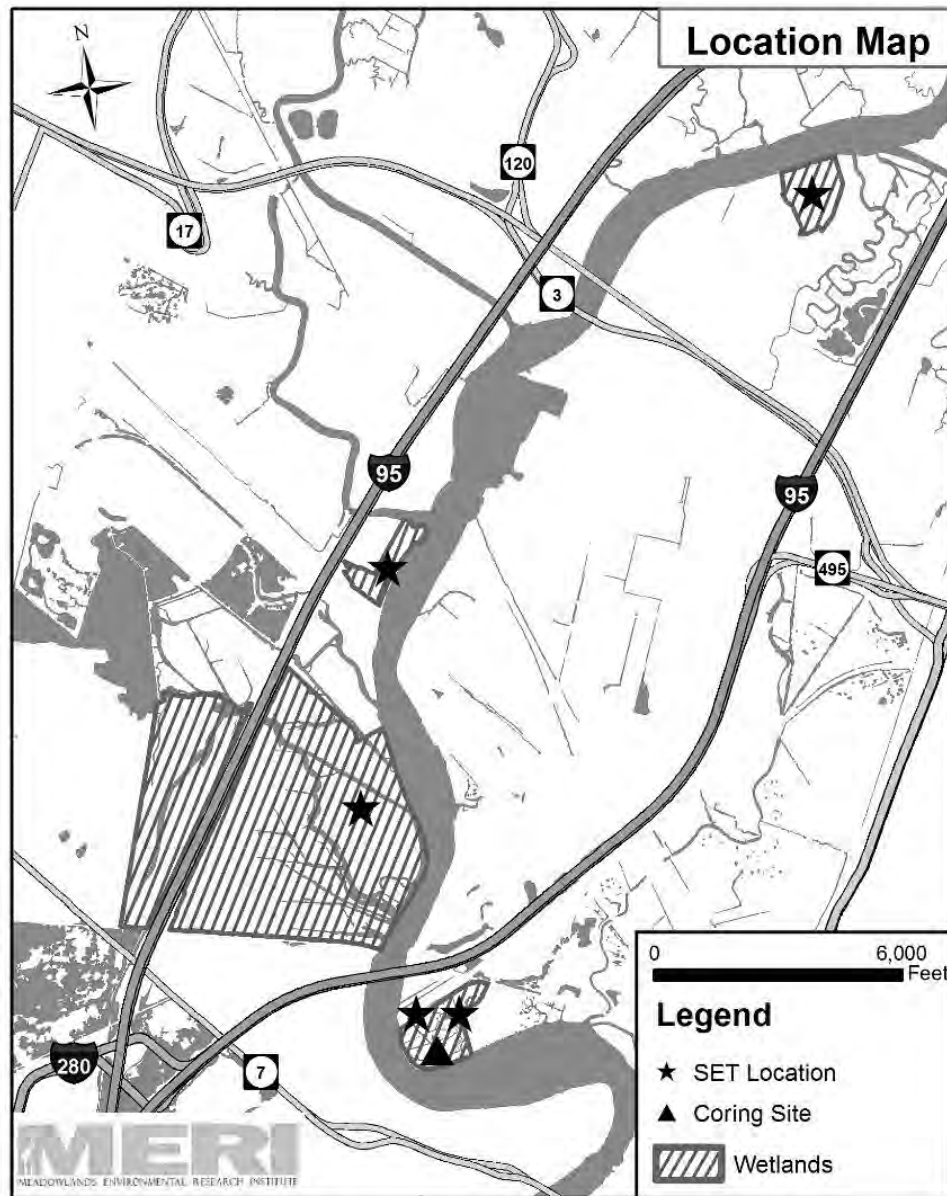 Location Map
N
120
17
3
95
95
495
0 6,000
Feet
Legend
SET Location
Coring Site
Wetlands
280
7
MERI
MEADOWLANDS ENVIRONMENTAL RESEARCH INSTITUTE